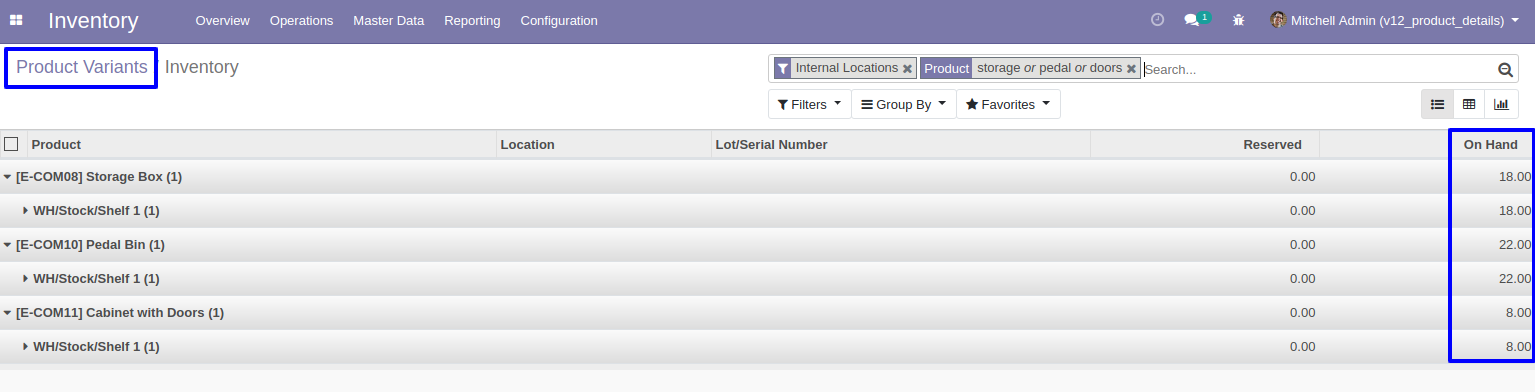 Inventory Overview Operations Master Data Reporting Configuration 1 Mitchell Admin (v12_product_details)
Product Variants / Inventory
Internal Locations Product storage or pedal or doors Search...
Filters Group By Favorites
Product Location Lot/Serial Number Reserved On Hand
[E-COM08] Storage Box (1) 0.00 18.00
WH/Stock/Shelf 1 (1) 0.00 18.00
[E-COM10] Pedal Bin (1) 0.00 22.00
WH/Stock/Shelf 1 (1) 0.00 22.00
[E-COM11] Cabinet with Doors (1) 0.00 8.00
WH/Stock/Shelf 1 (1) 0.00 8.00